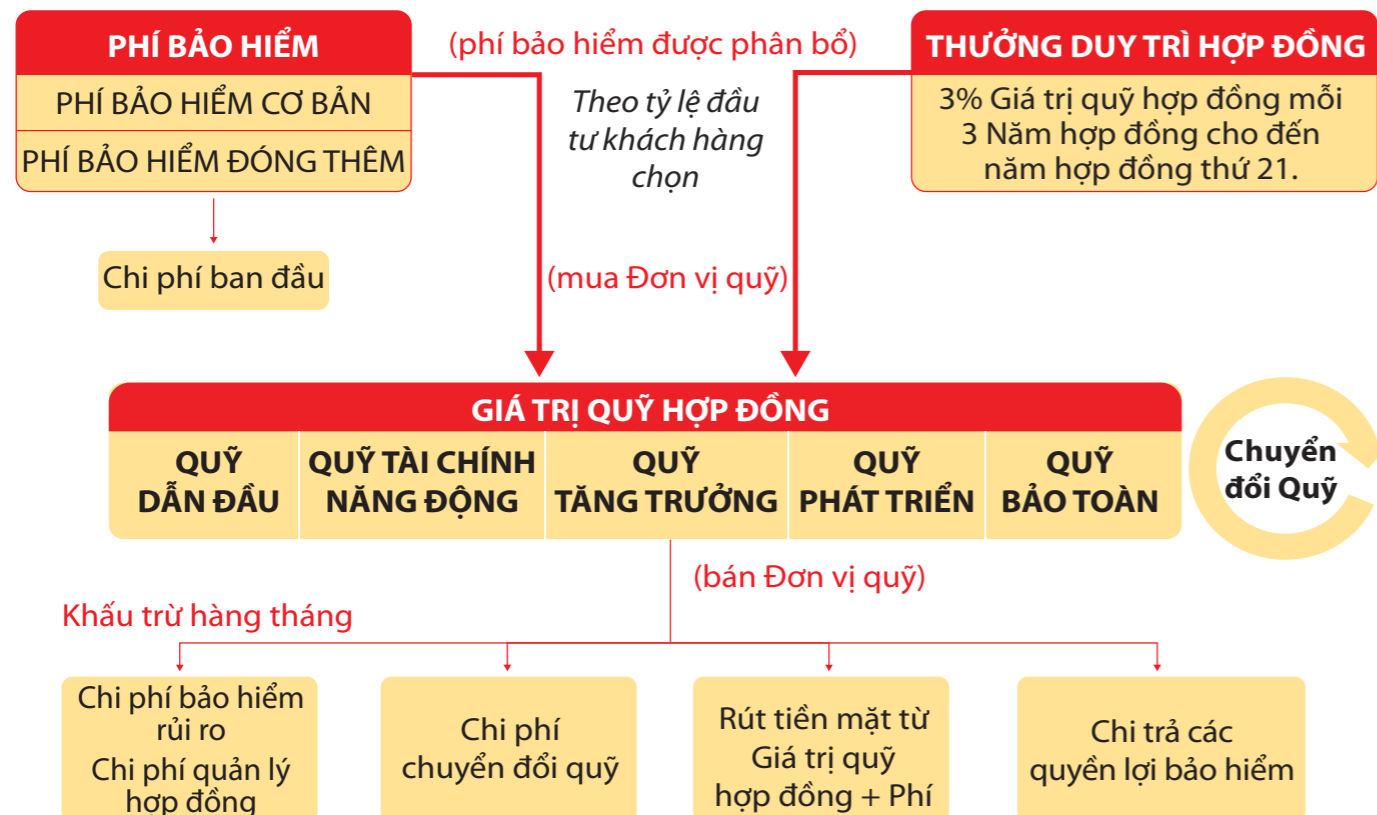 PHÍ BẢO HIỂM
PHÍ BẢO HIỂM CƠ BẢN
PHÍ BẢO HIỂM ĐÓNG THÊM
Chi phí ban đầu
(phí bảo hiểm được phân bổ)
Theo tỷ lệ đầu
tư khách hàng
chọn
(mua Đơn vị quỹ)
THƯỞNG DUY TRÌ HỢP ĐỒNG
3% Giá trị quỹ hợp đồng mỗi
3 Năm hợp đồng cho đến
năm hợp đồng thứ 21.
GIÁ TRỊ QUỸ HỢP ĐỒNG
QUỸ
DẪN ĐẦU
QUỸ TÀI CHÍNH
NĂNG ĐỘNG
QUỸ
TĂNG TRƯỞNG
QUỸ
PHÁT TRIỂN
QUỸ
BẢO TOÀN
Chuyển
đổi Quỹ
(bán Đơn vị quỹ)
Khấu trừ hàng tháng
Chi phí bảo hiểm
rủi ro
Chi phí quản lý
hợp đồng
Chi phí
chuyển đổi quỹ
Rút tiền mặt từ
Giá trị quỹ
hợp đồng + Phí
Chi trả các
quyền lợi bảo hiểm